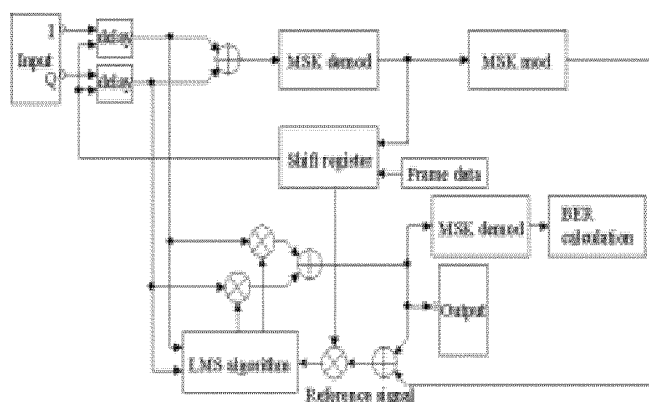 I
Input
Q
delay
delay
MSK demod
MSK mod
Shift register
Frame data
MSK demod
BER
calculation
Output
LMS algorithm
Reference signal